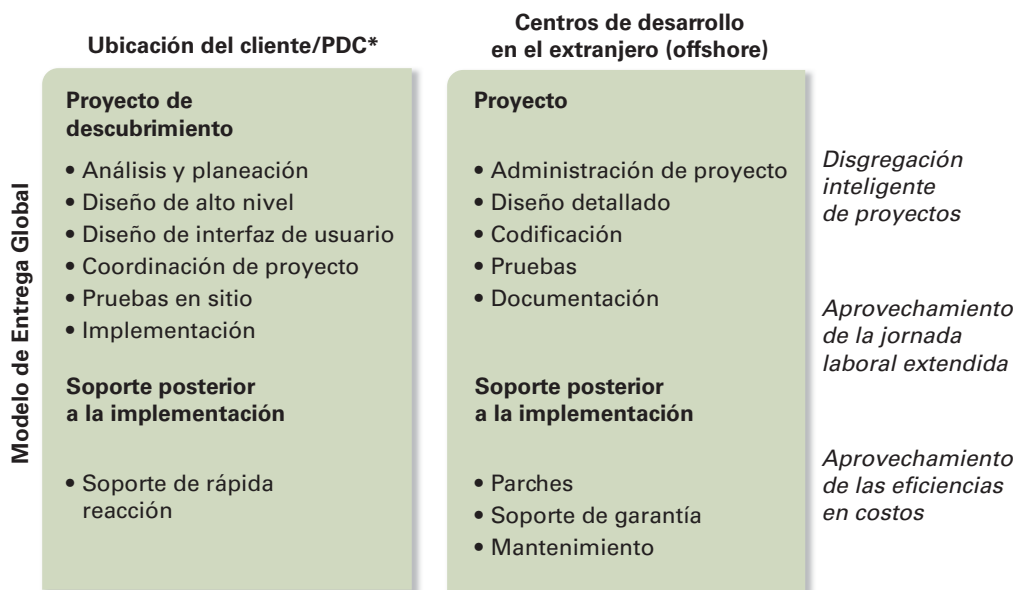 Ubicación del cliente/PDC*
Centros de desarrollo
en el extranjero (offshore)
Modelo de Entrega Global
Proyecto de
descubrimiento
• Análisis y planeación
• Diseño de alto nivel
• Diseño de interfaz de usuario
• Coordinación de proyecto
• Pruebas en sitio
• Implementación
Soporte posterior
a la implementación
• Soporte de rápida
reacción
Proyecto
• Administración de proyecto
• Diseño detallado
• Codificación
• Pruebas
• Documentación
Soporte posterior
a la implementación
• Parches
• Soporte de garantía
• Mantenimiento
Disgregación
inteligente
de proyectos
Aprovechamiento
de la jornada
laboral extendida
Aprovechamiento
de las eficiencias
en costos